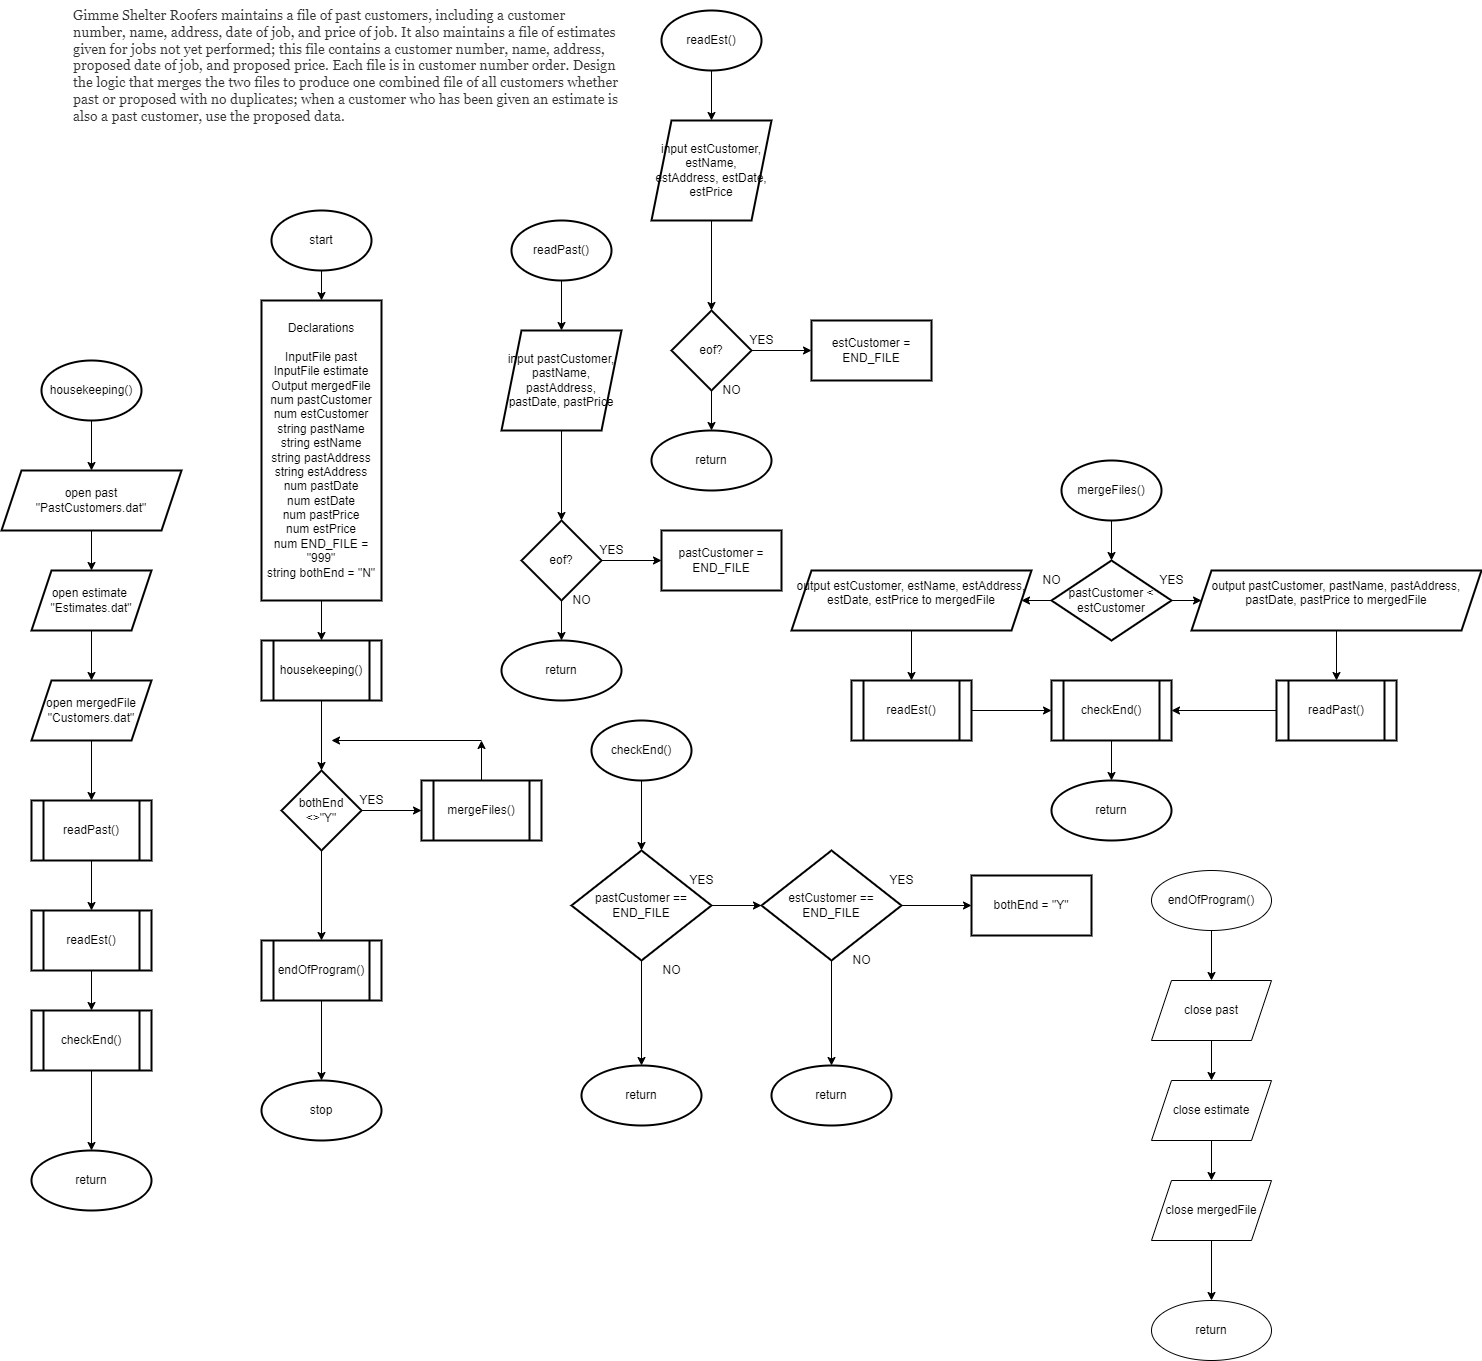 Gimme Shelter Roofers maintains a file of past customers, including a customer
number, name, address, date of job, and price of job. It also maintains a file of estimates
given for jobs not yet performed; this file contains a customer number, name, address,
proposed date of job, and proposed price. Each file is in customer number order. Design
the logic that merges the two files to produce one combined file of all customers whether
past or proposed with no duplicates; when a customer who has been given an estimate is
also a past customer, use the proposed data.
housekeeping()
open past
"PastCustomers.dat"
open estimate
"Estimates.dat"
open mergedFile
"Customers.dat"
readPast()
readEst()
checkEnd()
return
start
Declarations
InputFile past
InputFile estimate
Output mergedFile
num pastCustomer
num estCustomer
string pastName
string estName
string pastAddress
string estAddress
num pastDate
num estDate
num pastPrice
num estPrice
num END_FILE =
"999"
string bothEnd = "N"
housekeeping()
bothEnd
<>"Y"
YES
mergeFiles()
endOfProgram()
stop
readPast()
input pastCustomer,
pastName,
pastAddress,
pastDate, pastPrice
eof?
YES
pastCustomer =
END_FILE
NO
return
readEst()
input estCustomer,
estName,
estAddress, estDate,
estPrice
eof?
YES
estCustomer =
END_FILE
NO
return
mergeFiles()
pastCustomer <
estCustomer
NO
YES
output estCustomer, estName, estAddress,
estDate, estPrice to mergedFile
output pastCustomer, pastName, pastAddress,
pastDate, pastPrice to mergedFile
readEst()
checkEnd()
readPast()
return
checkEnd()
pastCustomer ==
END_FILE
YES
NO
estCustomer ==
END_FILE
YES
NO
bothEnd = "Y"
return
return
endOfProgram()
close past
close estimate
close mergedFile
return